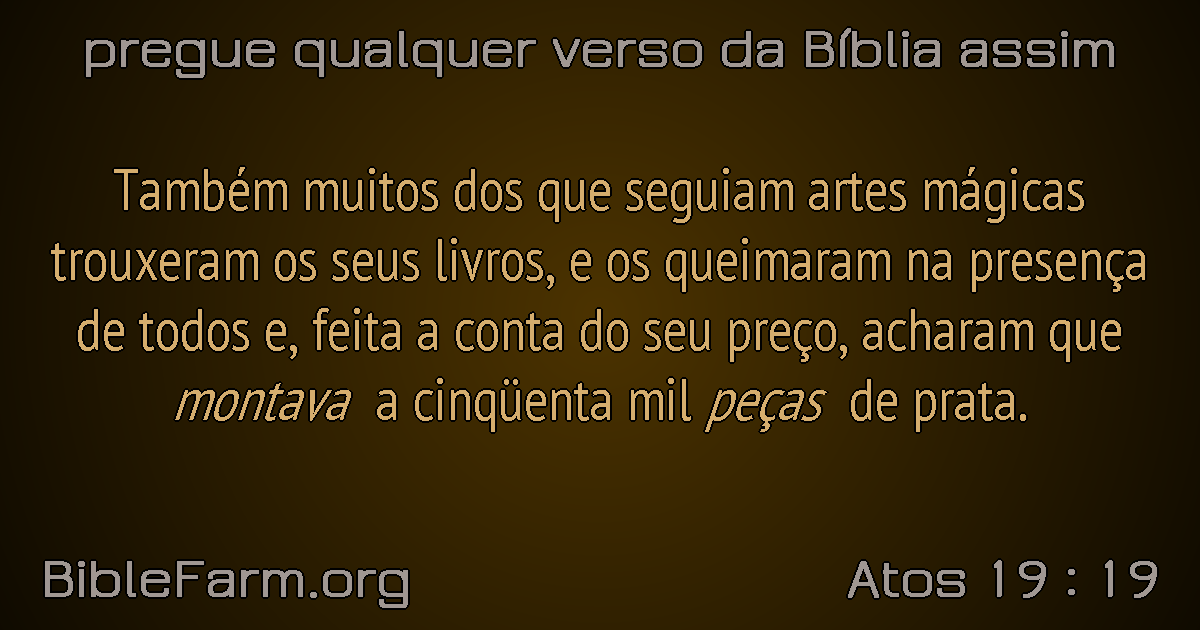 pregue qualquer verso da Bíblia assim
Também muitos dos que seguiam artes mágicas
trouxeram os seus livros, e os queimaram na presença
de todos e, feita a conta do seu preço, acharam que
montava a cinqüenta mil peças de prata.
BibleFarm.org
Atos 19 : 19